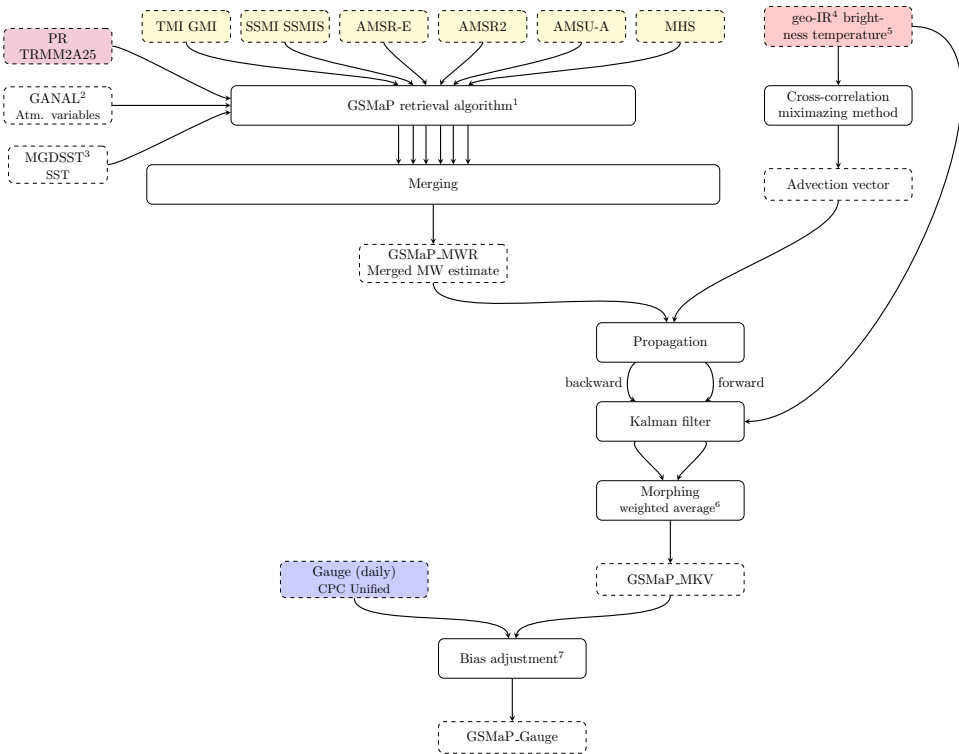 PR
TRMM2A25
TMI GMI
SSMI SSMIS
AMSR-E
AMSR2
AMSU-A
MHS
geo-IR⁴ bright-
ness temperature⁵
GANAL²
Atm. variables
GSMaP retrieval algorithm¹
Cross-correlation
miximazing method
MGDSST³
SST
Merging
Advection vector
GSMaP_MWR
Merged MW estimate
Propagation
backward
forward
Kalman filter
Morphing
weighted average⁶
Gauge (daily)
CPC Unified
GSMaP_MKV
Bias adjustment⁷
GSMaP_Gauge